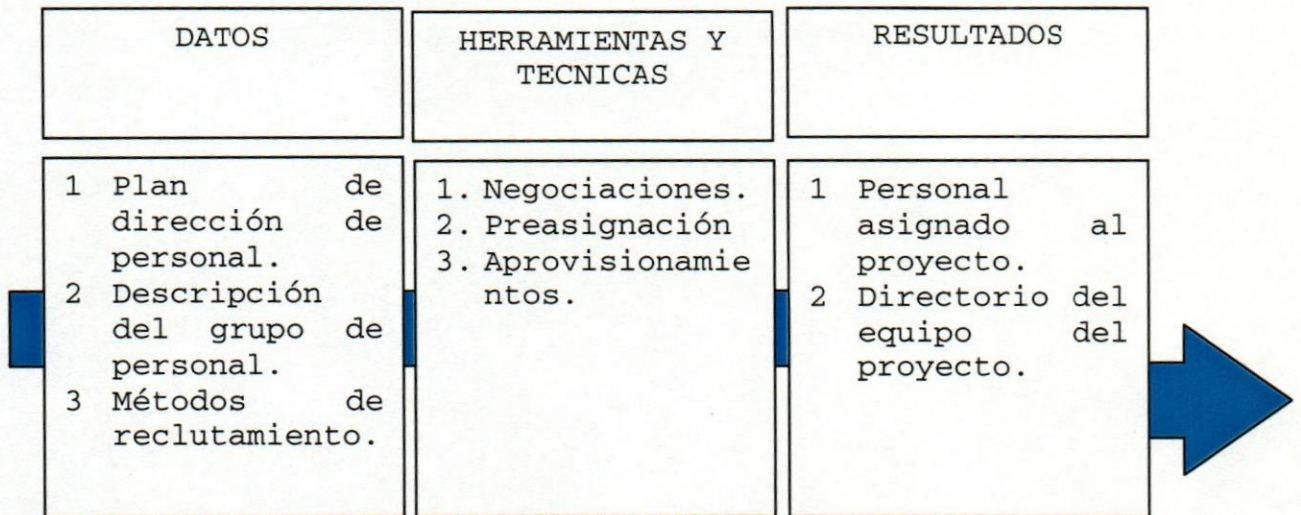 DATOS
HERRAMIENTAS Y
TECNICAS
RESULTADOS
1 Plan de
dirección de
personal.
2 Descripción
del grupo de
personal.
3 Métodos de
reclutamiento.
1. Negociaciones.
2. Preasignación
3. Aprovisionamie
ntos.
1 Personal
asignado al
proyecto.
2 Directorio del
equipo del
proyecto.